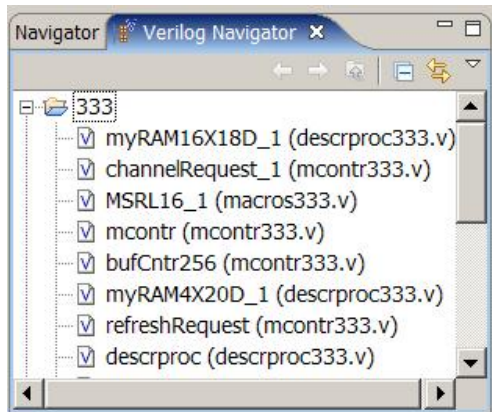 Navigator Verilog Navigator
333
myRAM16X18D_1 (descrproc333.v)
channelRequest_1 (mcontr333.v)
MSRL16_1 (macros333.v)
mcontr (mcontr333.v)
bufCntr256 (mcontr333.v)
myRAM4X20D_1 (descrproc333.v)
refreshRequest (mcontr333.v)
descrproc (descrproc333.v)